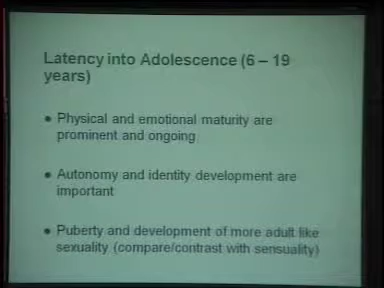 Latency into Adolescence (6 – 19
years)
● Physical and emotional maturity are
prominent and ongoing
● Autonomy and identity development are
important
● Puberty and development of more adult like
sexuality (compare/contrast with sensuality)